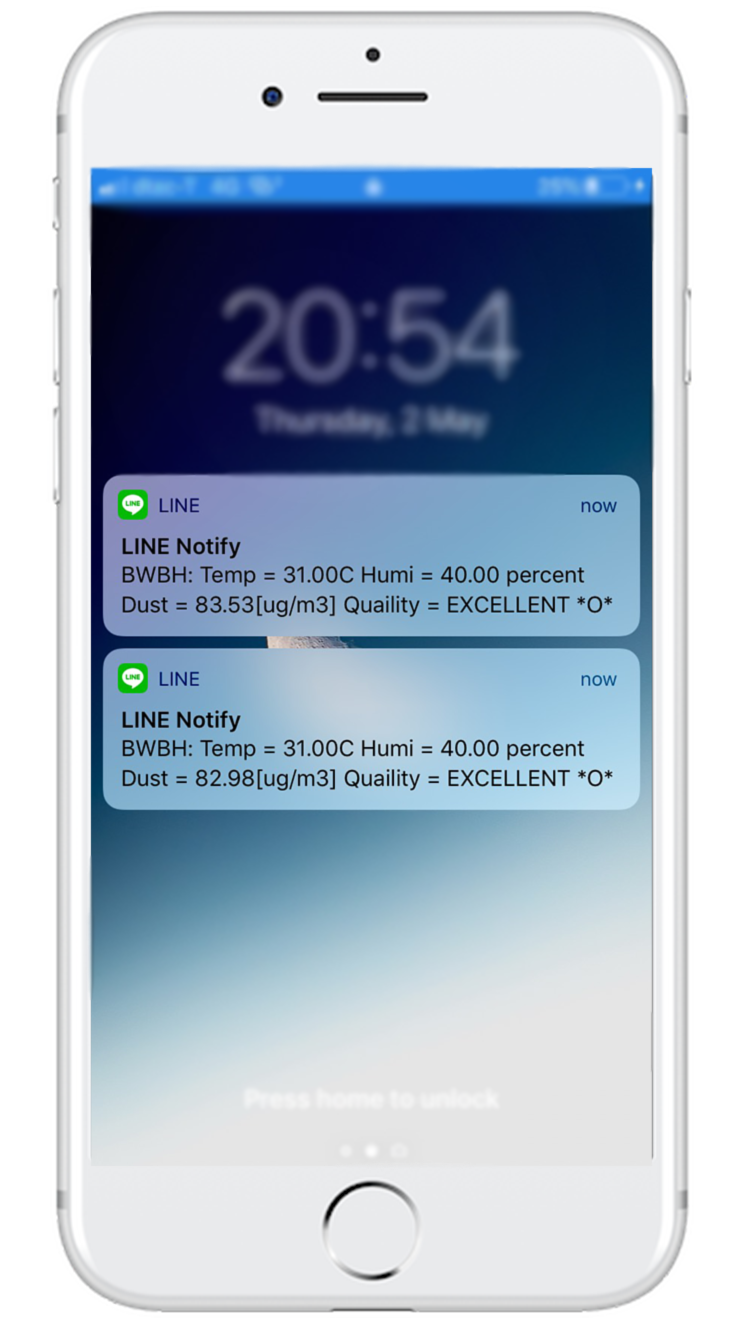 20:54
Thursday, 2 May
LINE LINE now
LINE Notify
BWBH: Temp = 31.00C Humi = 40.00 percent
Dust = 83.53[ug/m3] Quaility = EXCELLENT *O*
LINE LINE now
LINE Notify
BWBH: Temp = 31.00C Humi = 40.00 percent
Dust = 82.98[ug/m3] Quaility = EXCELLENT *O*
Press home to unlock